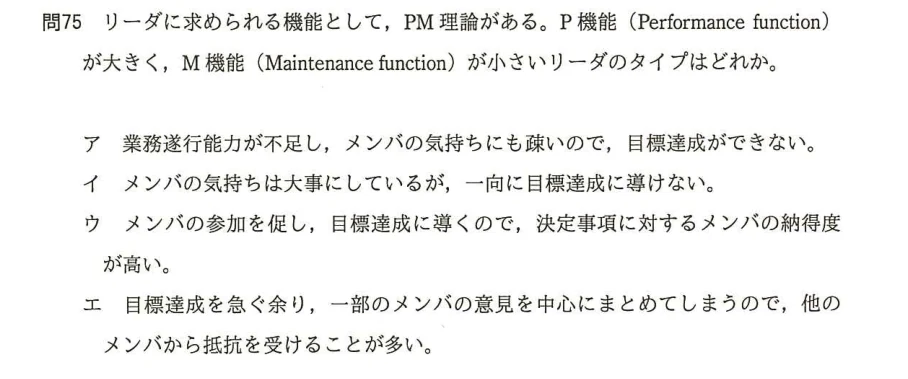 問75　リーダに求められる機能として，PM理論がある。P機能（Performance function）
が大きく，M機能（Maintenance function）が小さいリーダのタイプはどれか。
ア　業務遂行能力が不足し，メンバの気持ちにも疎いので，目標達成ができない。
イ　メンバの気持ちは大事にしているが，一向に目標達成に導けない。
ウ　メンバの参加を促し，目標達成に導くので，決定事項に対するメンバの納得度
が高い。
エ　目標達成を急ぐ余り，一部のメンバの意見を中心にまとめてしまうので，他の
メンバから抵抗を受けることが多い。